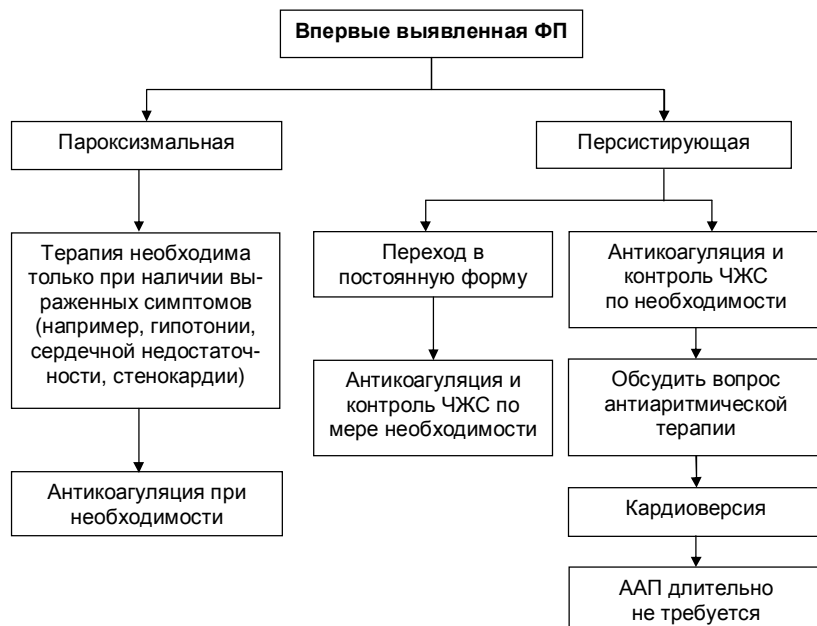 Впервые выявленная ФП
Пароксизмальная
Персистирующая
Терапия необходима
только при наличии вы-
раженных симптомов
(например, гипотонии,
сердечной недостаточ-
ности, стенокардии)
Антикоагуляция при
необходимости
Переход в
постоянную форму
Антикоагуляция и
контроль ЧЖС по
мере необходимости
Антикоагуляция и
контроль ЧЖС
по необходимости
Обсудить вопрос
антиаритмической
терапии
Кардиоверсия
ААП длительно
не требуется